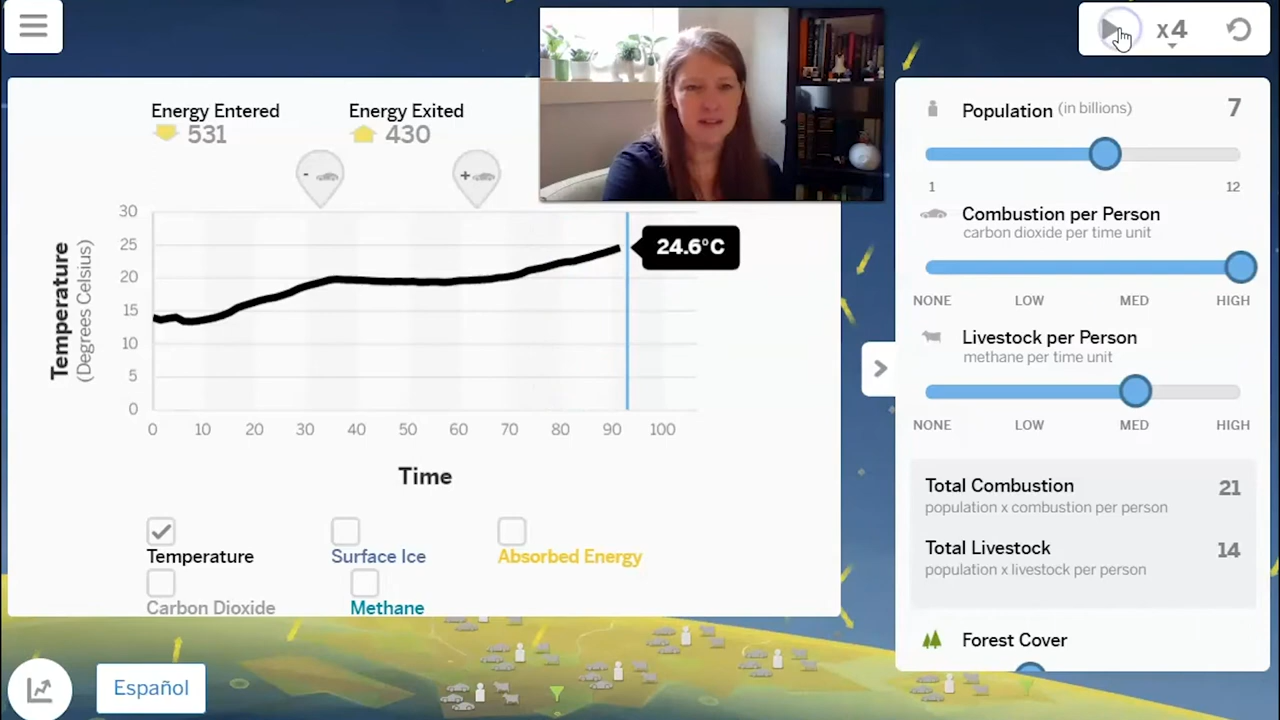 x4
Energy Entered
531
Energy Exited
430
-
+
30
25
20
15
10
5
0
Temperature
(Degrees Celsius)
24.6°C
0 10 20 30 40 50 60 70 80 90 100
Time
Temperature
Surface Ice
Absorbed Energy
Carbon Dioxide
Methane
Español
Population (in billions) 7
1 12
Combustion per Person
carbon dioxide per time unit
NONE LOW MED HIGH
Livestock per Person
methane per time unit
NONE LOW MED HIGH
Total Combustion 21
population x combustion per person
Total Livestock 14
population x livestock per person
Forest Cover